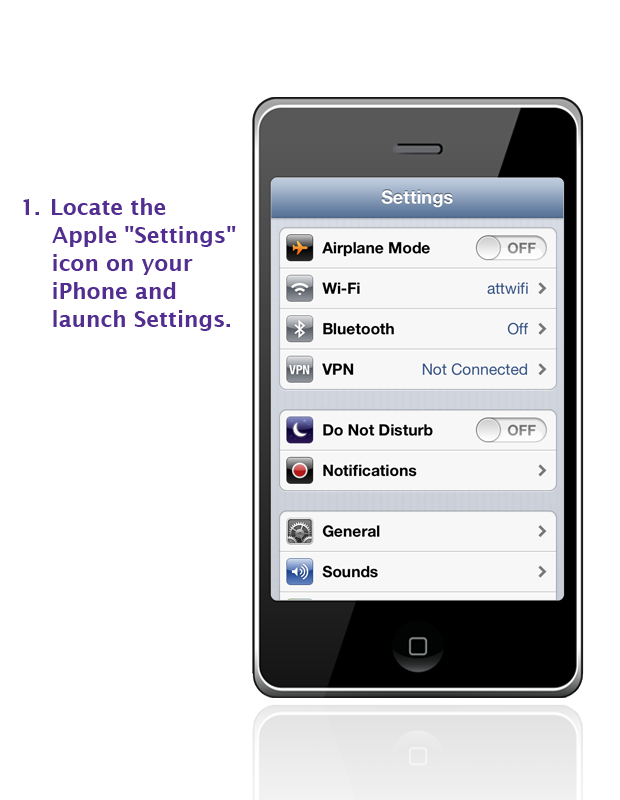 1. Locate the
Apple "Settings"
icon on your
iPhone and
launch Settings.
Settings
Airplane Mode OFF
Wi-Fi attwifi
Bluetooth Off
VPN VPN Not Connected
Do Not Disturb OFF
Notifications
General
Sounds